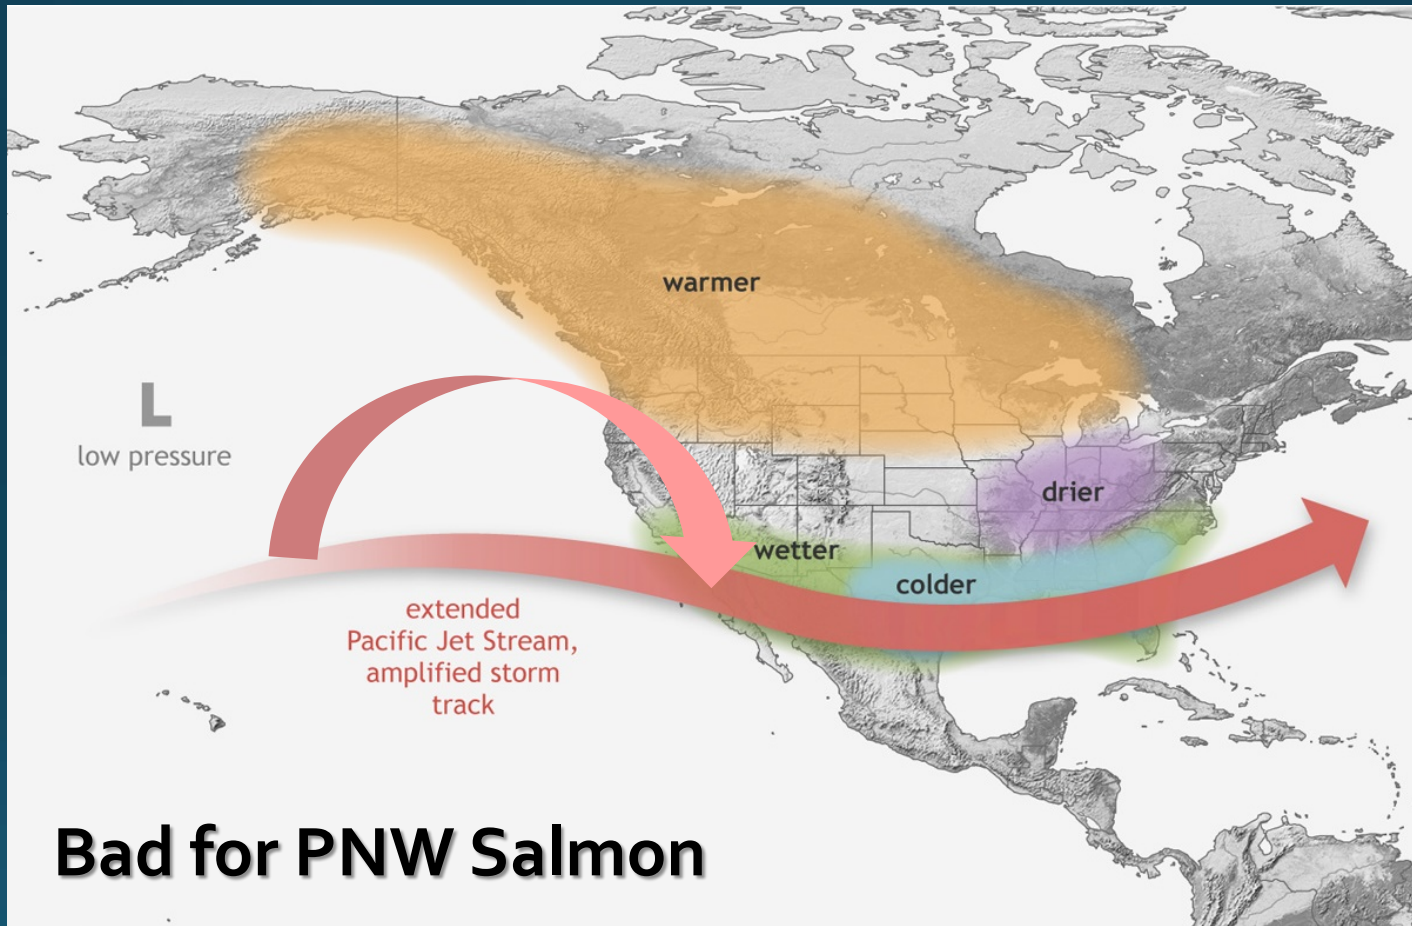 warmer
L
low pressure
drier
wetter
colder
extended
Pacific Jet Stream,
amplified storm
track
Bad for PNW Salmon